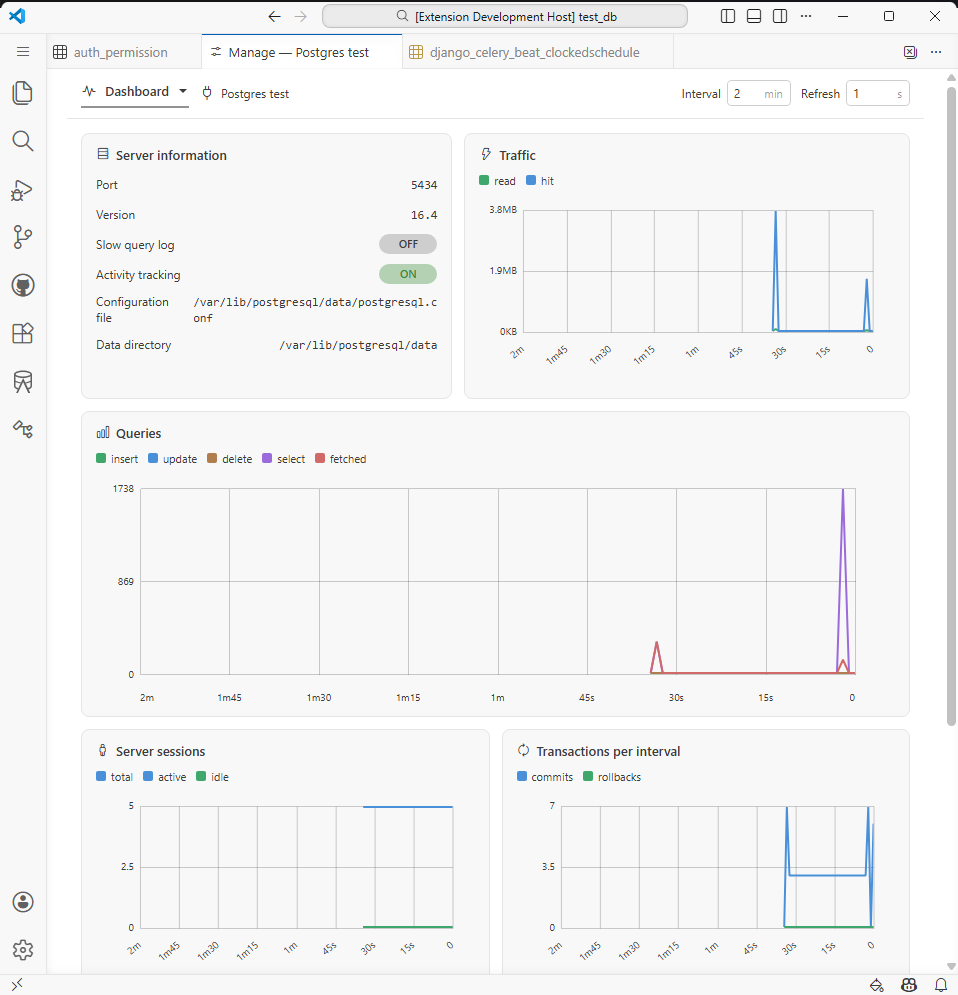 [Extension Development Host] test_db
auth_permission
Manage — Postgres test
django_celery_beat_clockedschedule
Dashboard
Postgres test
Interval 2 min
Refresh 1 s
Server information
Port 5434
Version 16.4
Slow query log OFF
Activity tracking ON
Configuration file /var/lib/postgresql/data/postgresql.c
onf
Data directory /var/lib/postgresql/data
Traffic
read hit
3.8MB
1.9MB
0KB
2m 1m45 1m30 1m15 1m 45s 30s 15s 0
Queries
insert update delete select fetched
1738
869
0
2m 1m45 1m30 1m15 1m 45s 30s 15s 0
Server sessions
total active idle
5
2.5
0
2m 1m45 1m30 1m15 1m 45s 30s 15s 0
Transactions per interval
commits rollbacks
7
3.5
0
2m 1m45 1m30 1m15 1m 45s 30s 15s 0